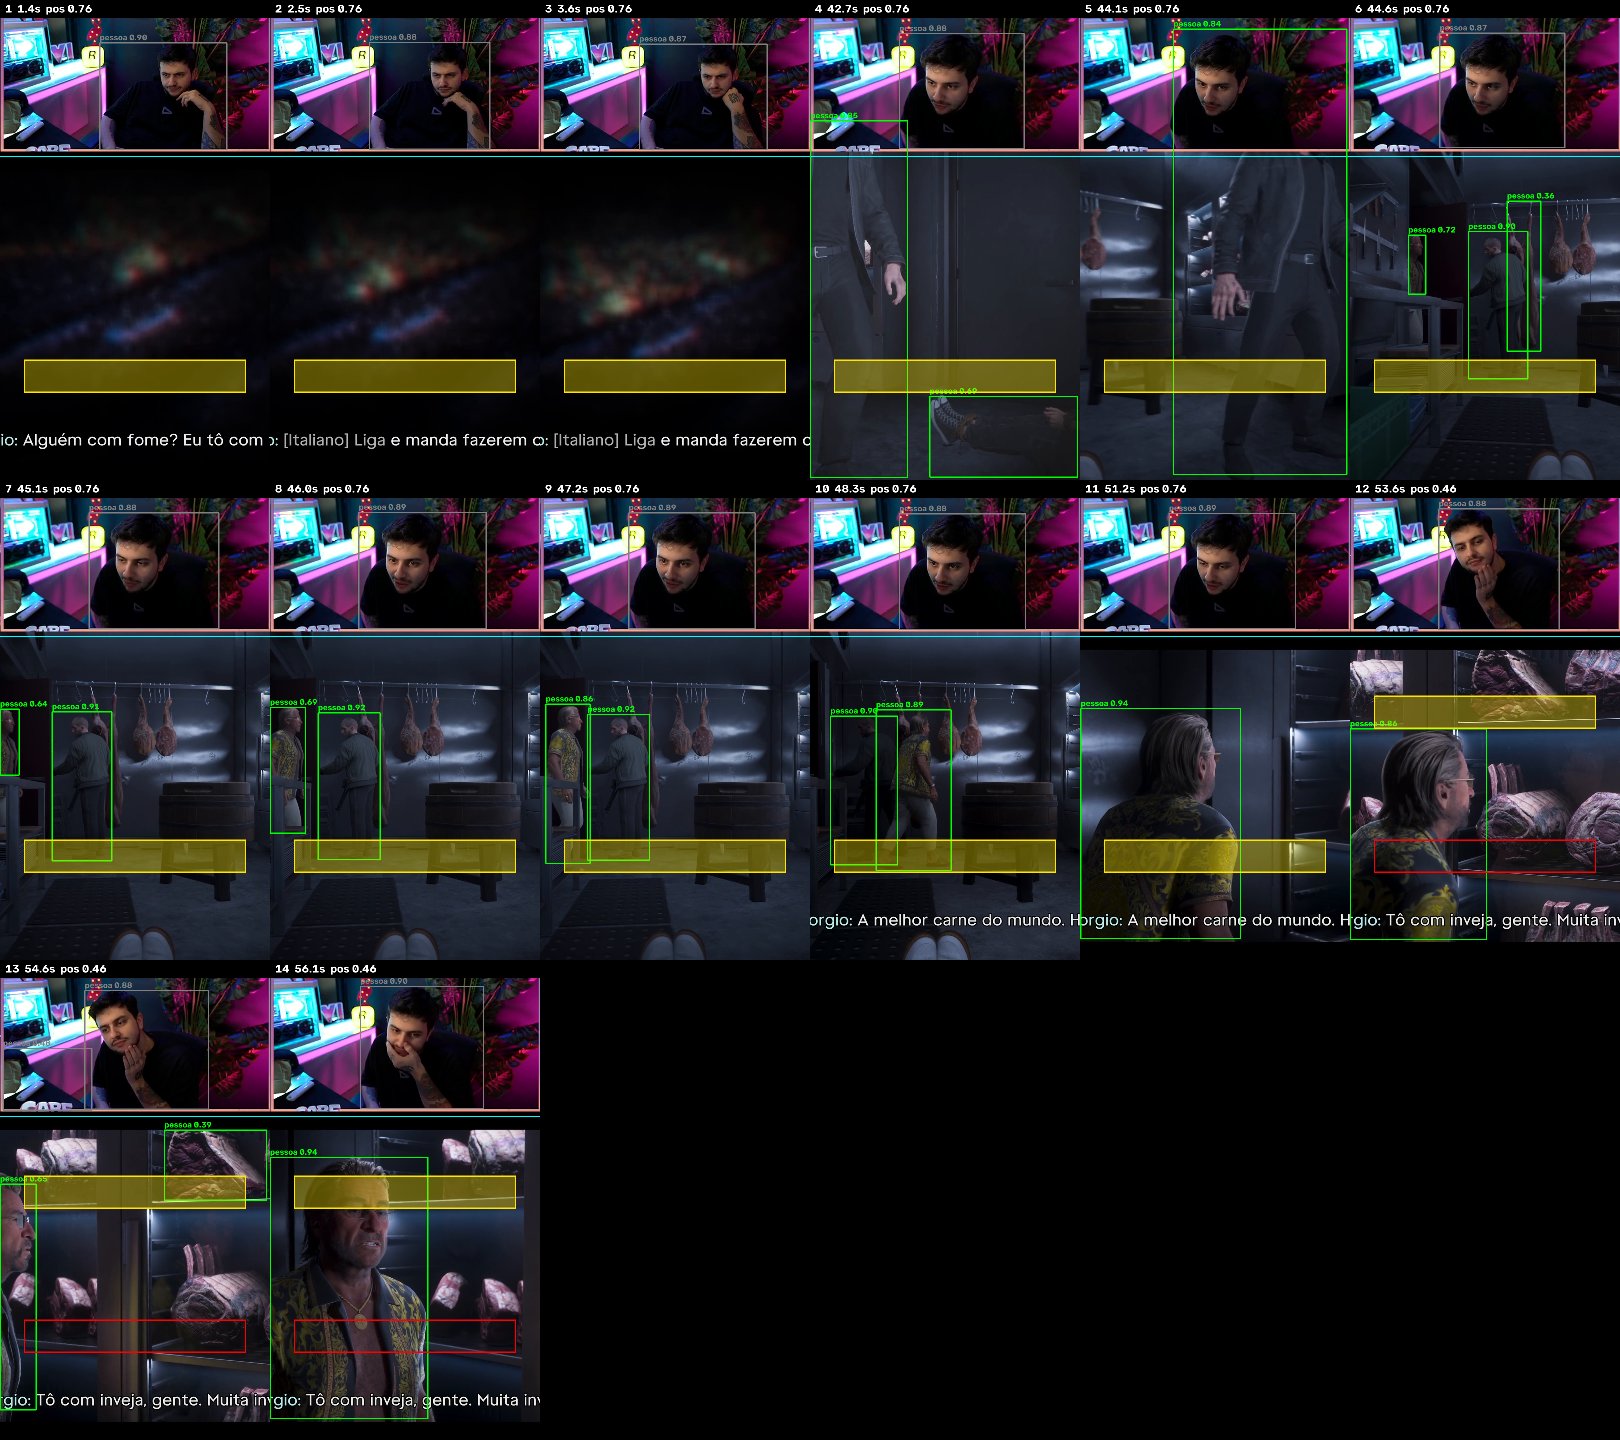 1 1.4s pos 0.76
2 2.5s pos 0.76
3 3.6s pos 0.76
4 42.7s pos 0.76
5 44.1s pos 0.76
6 44.6s pos 0.76
pessoa 0.90
pessoa 0.88
pessoa 0.87
pessoa 0.88
pessoa 0.84
pessoa 0.87
R
R
R
pessoa 0.72
pessoa 0.36
pessoa 0.69
io: Alguém com fome? Eu tô com
o: [Italiano] Liga e manda fazerem c
o: [Italiano] Liga e manda fazerem c
7 45.1s pos 0.76
8 46.0s pos 0.76
9 47.2s pos 0.76
10 48.3s pos 0.76
11 51.2s pos 0.76
12 53.6s pos 0.46
pessoa 0.88
pessoa 0.89
pessoa 0.89
pessoa 0.88
pessoa 0.89
pessoa 0.88
pessoa 0.64
pessoa 0.91
pessoa 0.69
pessoa 0.92
pessoa 0.86
pessoa 0.92
pessoa 0.89
pessoa 0.94
pessoa 0.86
orgio: A melhor carne do mundo. H
orgio: A melhor carne do mundo. H
gio: Tô com inveja, gente. Muita inv
13 54.6s pos 0.46
14 56.1s pos 0.46
pessoa 0.88
pessoa 0.90
pessoa 0.39
pessoa 0.94
gio: Tô com inveja, gente. Muita inv
gio: Tô com inveja, gente. Muita inv